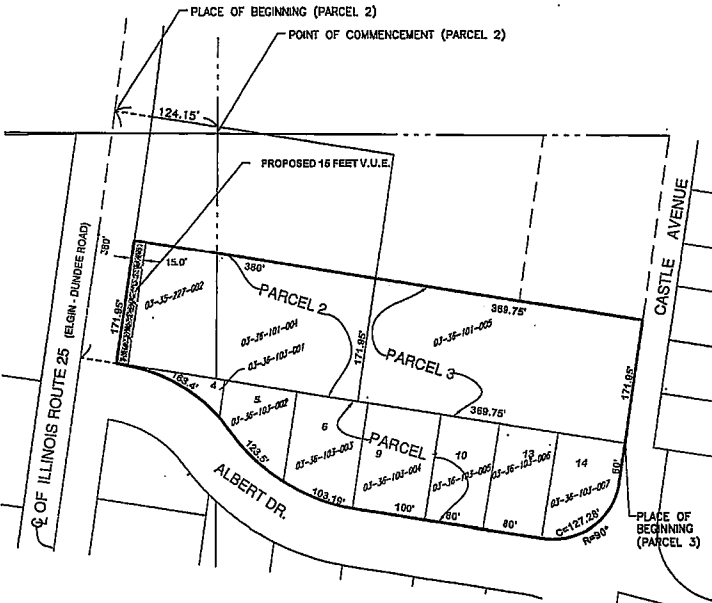 PLACE OF BEGINNING (PARCEL 2)
POINT OF COMMENCEMENT (PARCEL 2)
124.15'
PROPOSED 15 FEET V.U.E.
CASTLE AVENUE
℄ OF ILLINOIS ROUTE 25 (ELGIN - DUNDEE ROAD)
380'
15.0'
380'
171.95'
03-35-227-002
PARCEL 2
03-36-101-004
03-36-103-001
171.95'
369.75'
03-36-101-005
PARCEL 3
369.75'
171.95'
163.4'
4
5
03-36-103-002
6
03-36-103-003
PARCEL
9
03-36-103-004
10
03-36-103-005
13
03-36-103-006
14
03-36-103-007
60'
123.5'
103.19'
100'
80'
80'
C=127.28'
R=90'
ALBERT DR.
PLACE OF
BEGINNING
(PARCEL 3)